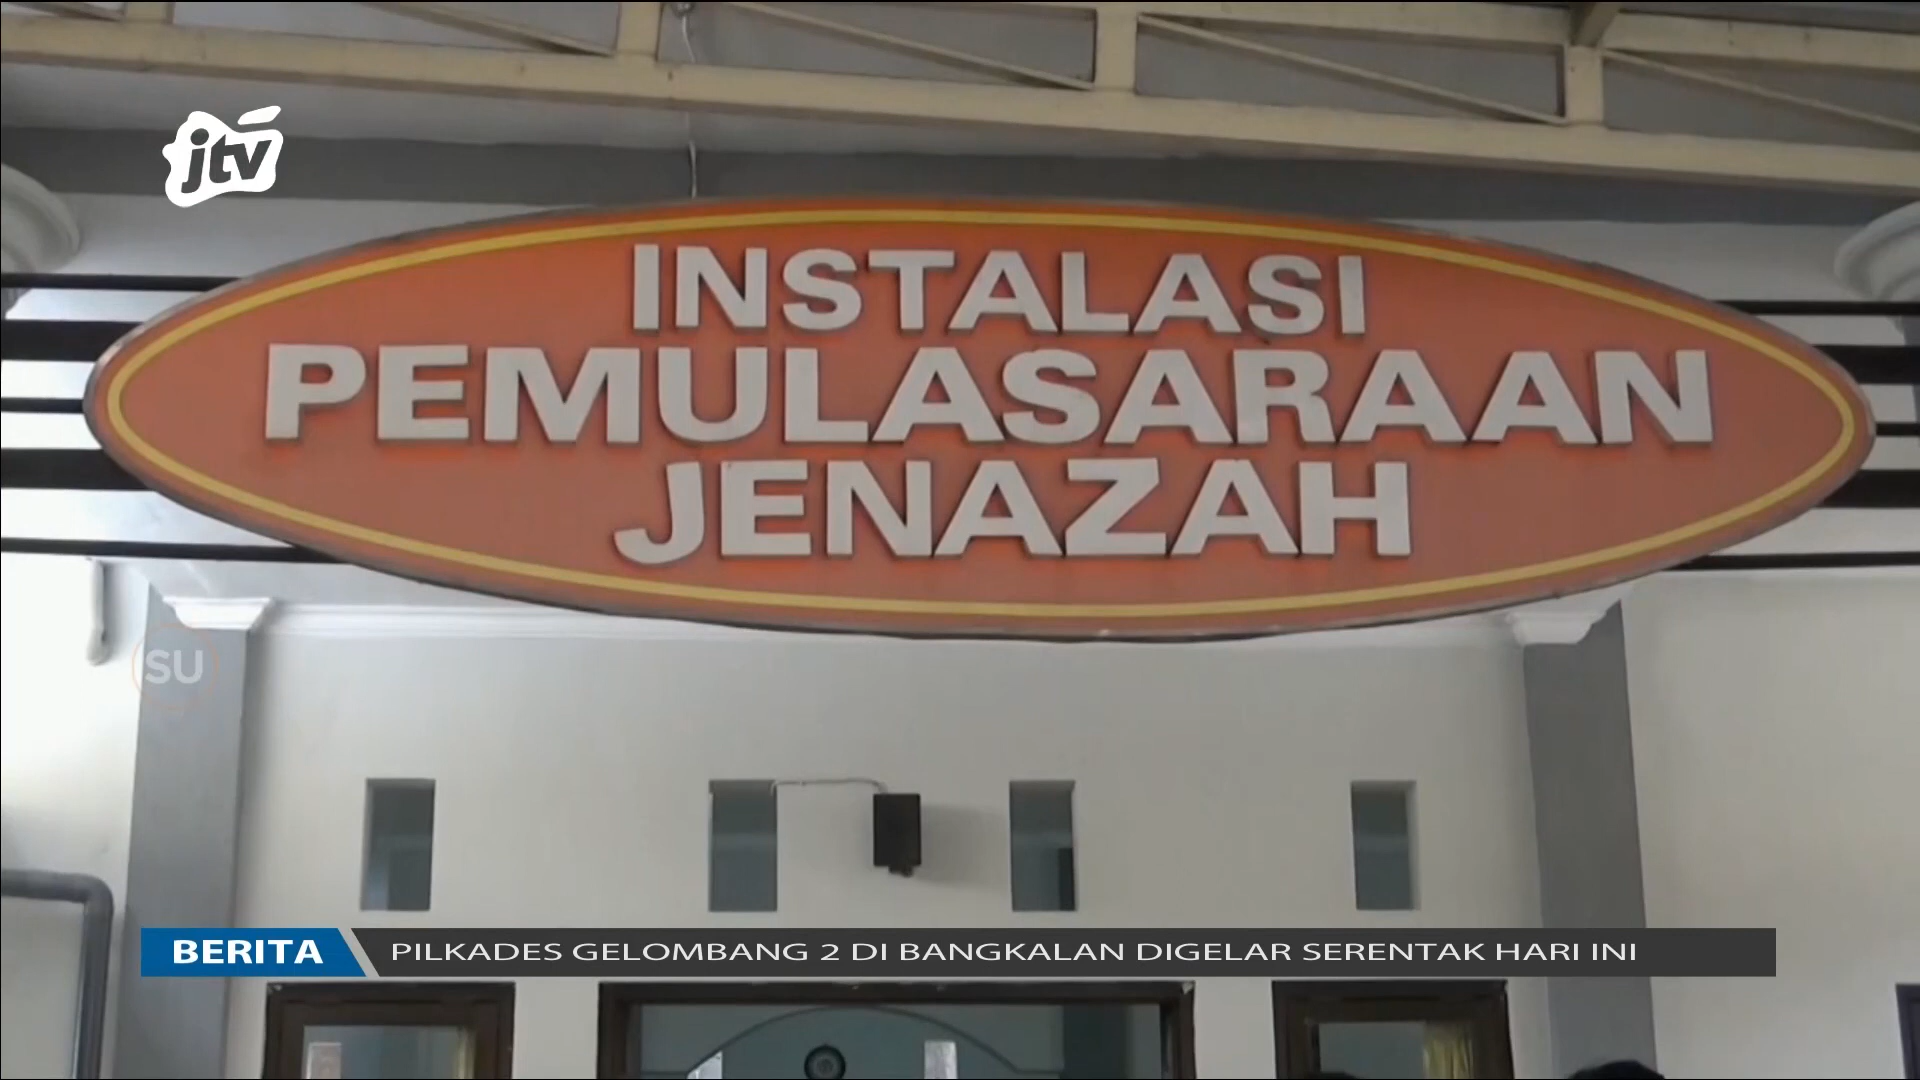 jtv
INSTALASI
PEMULASARAAN
JENAZAH
SU
BERITA PILKADES GELOMBANG 2 DI BANGKALAN DIGELAR SERENTAK HARI INI